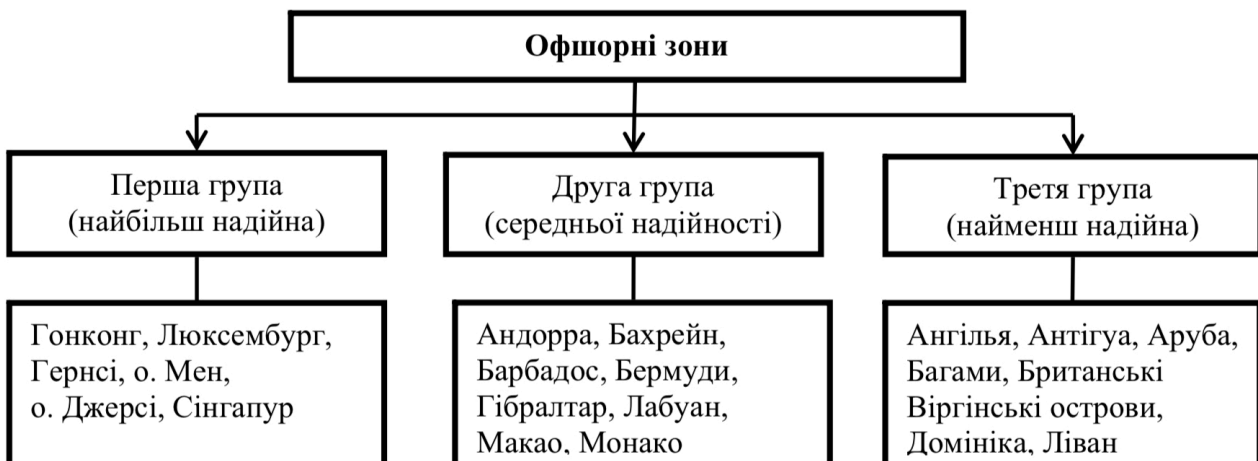 Офшорні зони
Перша група
(найбільш надійна)
Друга група
(середньої надійності)
Третя група
(найменш надійна)
Гонконг, Люксембург,
Гернсі, о. Мен,
о. Джерсі, Сінгапур
Андорра, Бахрейн,
Барбадос, Бермуди,
Гібралтар, Лабуан,
Макао, Монако
Ангілья, Антігуа, Аруба,
Багами, Британські
Віргінські острови,
Домініка, Ліван